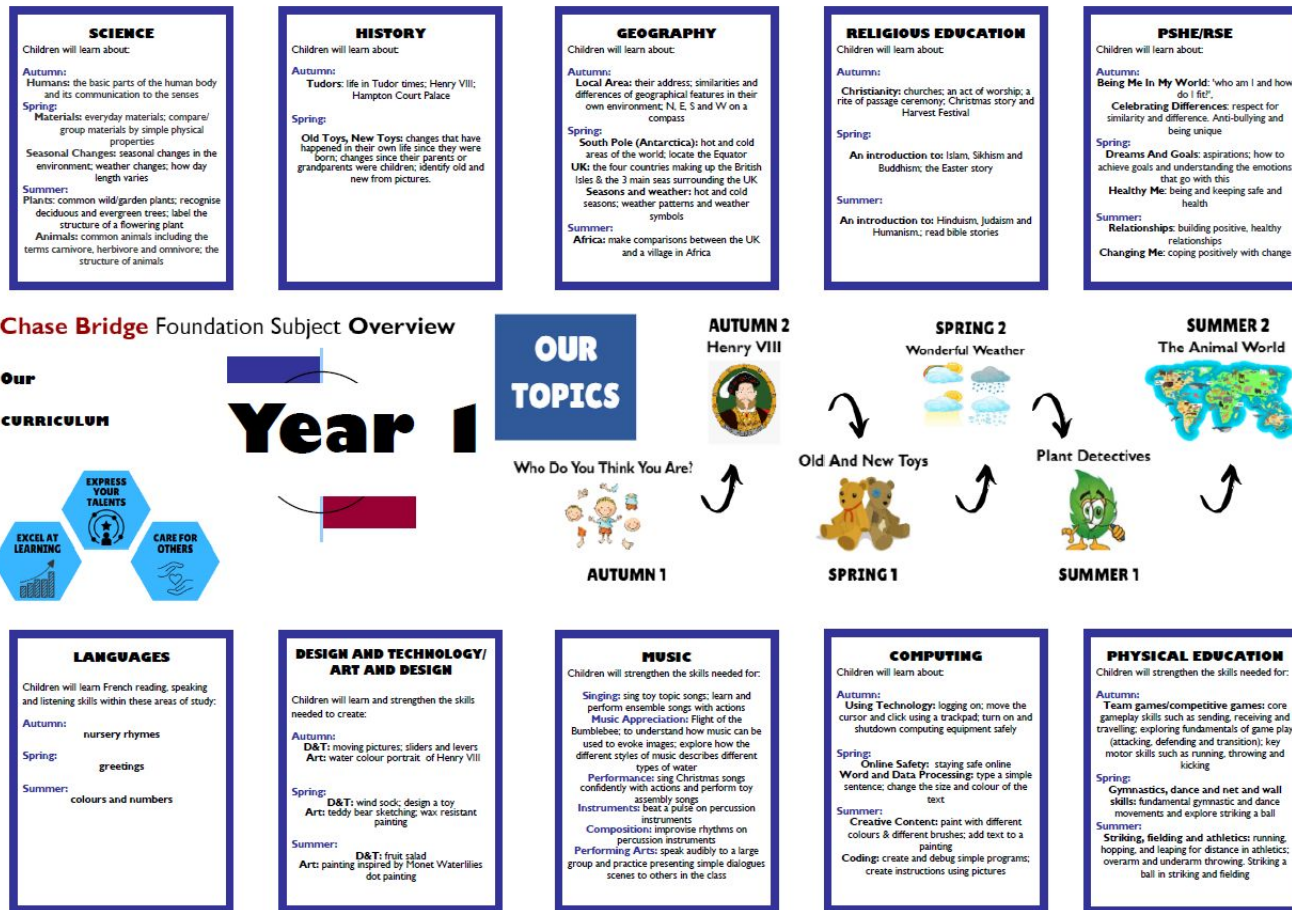 SCIENCE
Children will learn about:
Autumn:
Humans: the basic parts of the human body
and its communication to the senses
Spring:
Materials: everyday materials; compare/
group materials by simple physical
properties
Seasonal Changes: seasonal changes in the
environment; weather changes; how day
length varies
Summer:
Plants: common wild/garden plants; recognise
deciduous and evergreen trees; label the
structure of a flowering plant
Animals: common animals including the
terms carnivore, herbivore and omnivore; the
structure of animals
HISTORY
Children will learn about:
Autumn:
Tudors: life in Tudor times; Henry VIII;
Hampton Court Palace
Spring:
Old Toys, New Toys: changes that have
happened in their own life since they were
born; changes since their parents or
grandparents were children; identify old and
new from pictures.
GEOGRAPHY
Children will learn about:
Autumn:
Local Area: their address; similarities and
differences of geographical features in their
own environment; N, E, S and W on a
compass
Spring:
South Pole (Antarctica): hot and cold
areas of the world; locate the Equator
UK: the four countries making up the British
Isles & the 3 main seas surrounding the UK
Seasons and weather: hot and cold
seasons; weather patterns and weather
symbols
Summer:
Africa: make comparisons between the UK
and a village in Africa
RELIGIOUS EDUCATION
Children will learn about:
Autumn:
Christianity: churches; an act of worship; a
rite of passage ceremony; Christmas story and
Harvest Festival
Spring:
An introduction to: Islam, Sikhism and
Buddhism; the Easter story
Summer:
An introduction to: Hinduism, Judaism and
Humanism.; read bible stories
PSHE/RSE
Children will learn about:
Autumn:
Being Me In My World: 'who am I and how
do I fit?',
Celebrating Differences: respect for
similarity and difference. Anti-bullying and
being unique
Spring:
Dreams And Goals: aspirations; how to
achieve goals and understanding the emotions
that go with this
Healthy Me: being and keeping safe and
health
Summer:
Relationships: building positive, healthy
relationships
Changing Me: coping positively with change
Chase Bridge Foundation Subject Overview
Our
CURRICULUM
Year 1
EXCEL AT
LEARNING
EXPRESS
YOUR
TALENTS
CARE FOR
OTHERS
OUR
TOPICS
Who Do You Think You Are?
AUTUMN 1
AUTUMN 2
Henry VIII
Old And New Toys
SPRING 1
SPRING 2
Wonderful Weather
Plant Detectives
SUMMER 1
SUMMER 2
The Animal World
LANGUAGES
Children will learn French reading, speaking
and listening skills within these areas of study:
Autumn:
nursery rhymes
Spring:
greetings
Summer:
colours and numbers
DESIGN AND TECHNOLOGY/
ART AND DESIGN
Children will learn and strengthen the skills
needed to create:
Autumn:
D&T: moving pictures; sliders and levers
Art: water colour portrait of Henry VIII
Spring:
D&T: wind sock; design a toy
Art: teddy bear sketching; wax resistant
painting
Summer:
D&T: fruit salad
Art: painting inspired by Monet Waterlilies
dot painting
MUSIC
Children will strengthen the skills needed for:
Singing: sing toy topic songs; learn and
perform ensemble songs with actions
Music Appreciation: Flight of the
Bumblebee; to understand how music can be
used to evoke images; explore how the
different styles of music describes different
types of water
Performance: sing Christmas songs
confidently with actions and perform toy
assembly songs
Instruments: beat a pulse on percussion
instruments
Composition: improvise rhythms on
percussion instruments
Performing Arts: speak audibly to a large
group and practice presenting simple dialogues
scenes to others in the class
COMPUTING
Children will learn about:
Autumn:
Using Technology: logging on; move the
cursor and click using a trackpad; turn on and
shutdown computing equipment safely
Spring:
Online Safety: staying safe online
Word and Data Processing: type a simple
sentence; change the size and colour of the
text
Summer:
Creative Content: paint with different
colours & different brushes; add text to a
painting
Coding: create and debug simple programs;
create instructions using pictures
PHYSICAL EDUCATION
Children will strengthen the skills needed for:
Autumn:
Team games/competitive games: core
gameplay skills such as sending, receiving and
travelling; exploring fundamentals of game play
(attacking, defending and transition); key
motor skills such as running, throwing and
kicking
Spring:
Gymnastics, dance and net and wall
skills: fundamental gymnastic and dance
movements and explore striking a ball
Summer:
Striking, fielding and athletics: running,
hopping, and leaping for distance in athletics;
overarm and underarm throwing. Striking a
ball in striking and fielding